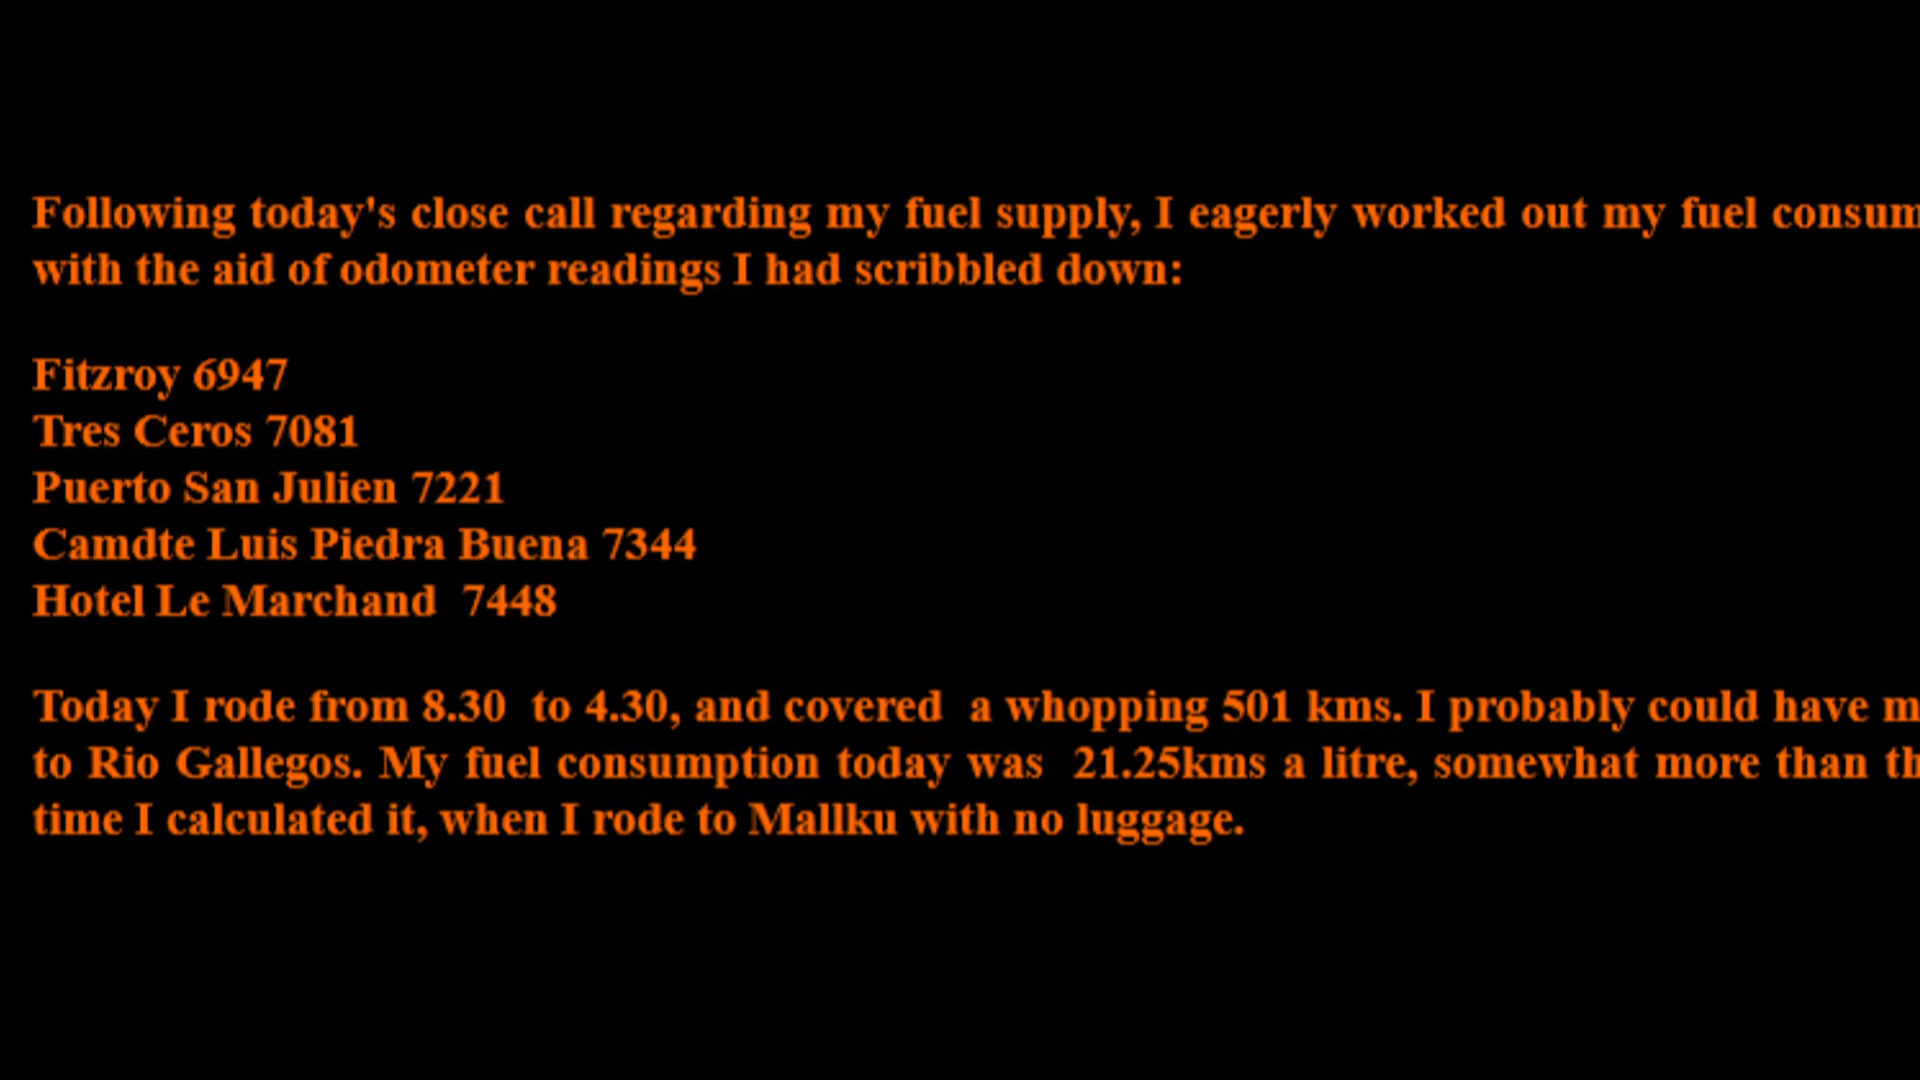 Following today's close call regarding my fuel supply, I eagerly worked out my fuel consum
with the aid of odometer readings I had scribbled down:
Fitzroy 6947
Tres Ceros 7081
Puerto San Julien 7221
Camdte Luis Piedra Buena 7344
Hotel Le Marchand 7448
Today I rode from 8.30 to 4.30, and covered a whopping 501 kms. I probably could have m
to Rio Gallegos. My fuel consumption today was 21.25kms a litre, somewhat more than th
time I calculated it, when I rode to Mallku with no luggage.